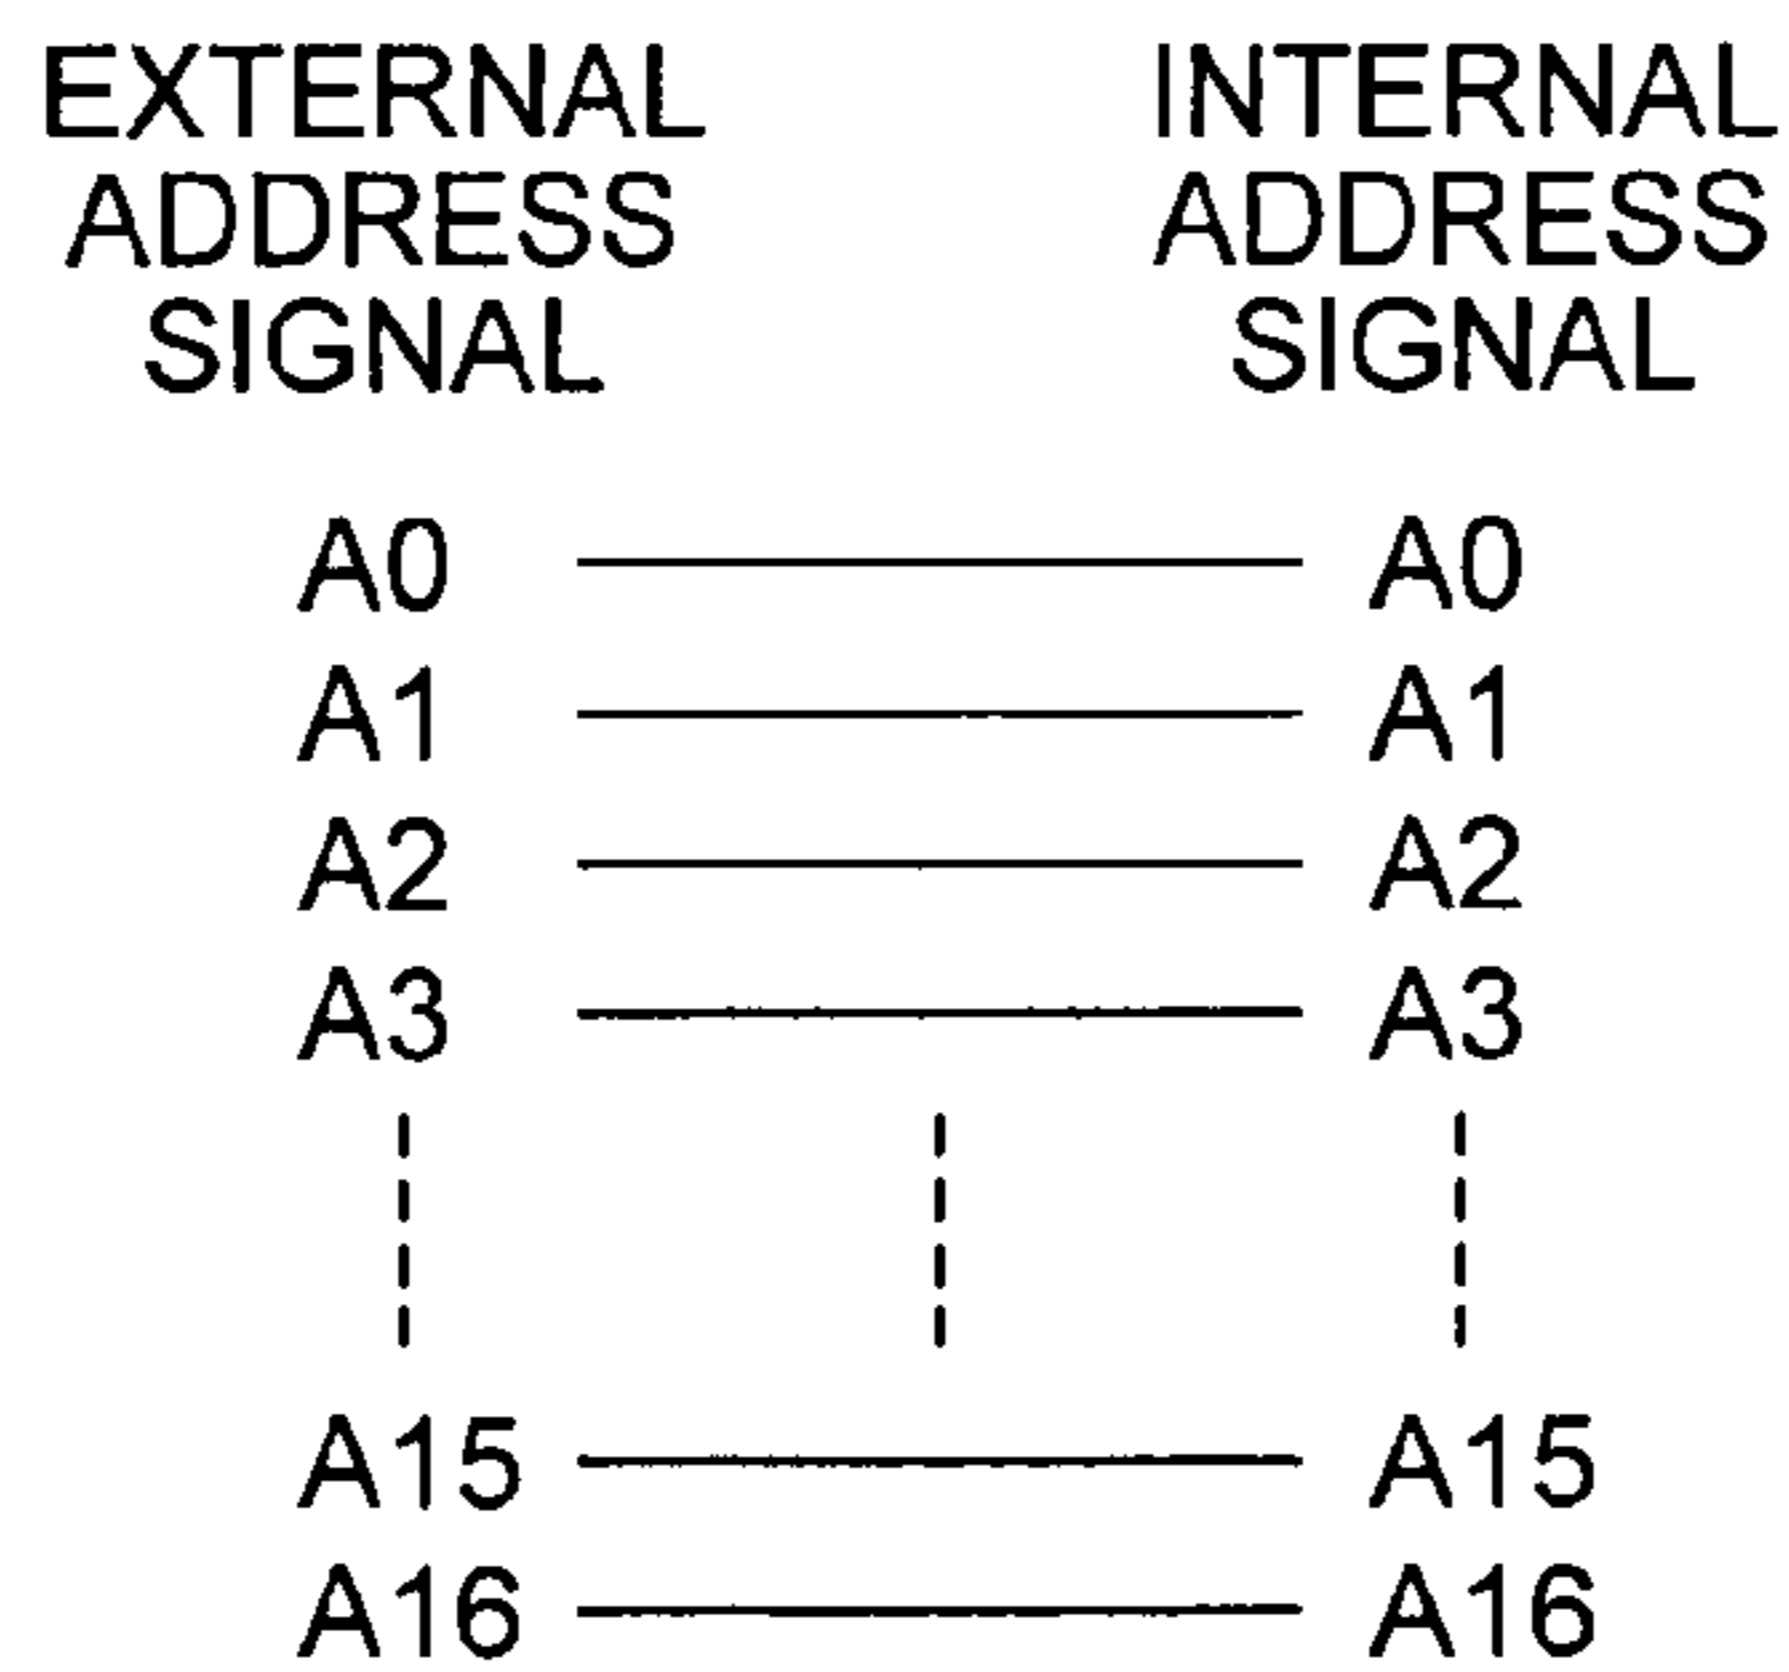 EXTERNAL
ADDRESS
SIGNAL
INTERNAL
ADDRESS
SIGNAL
A0 A0
A1 A1
A2 A2
A3 A3
A15 A15
A16 A16